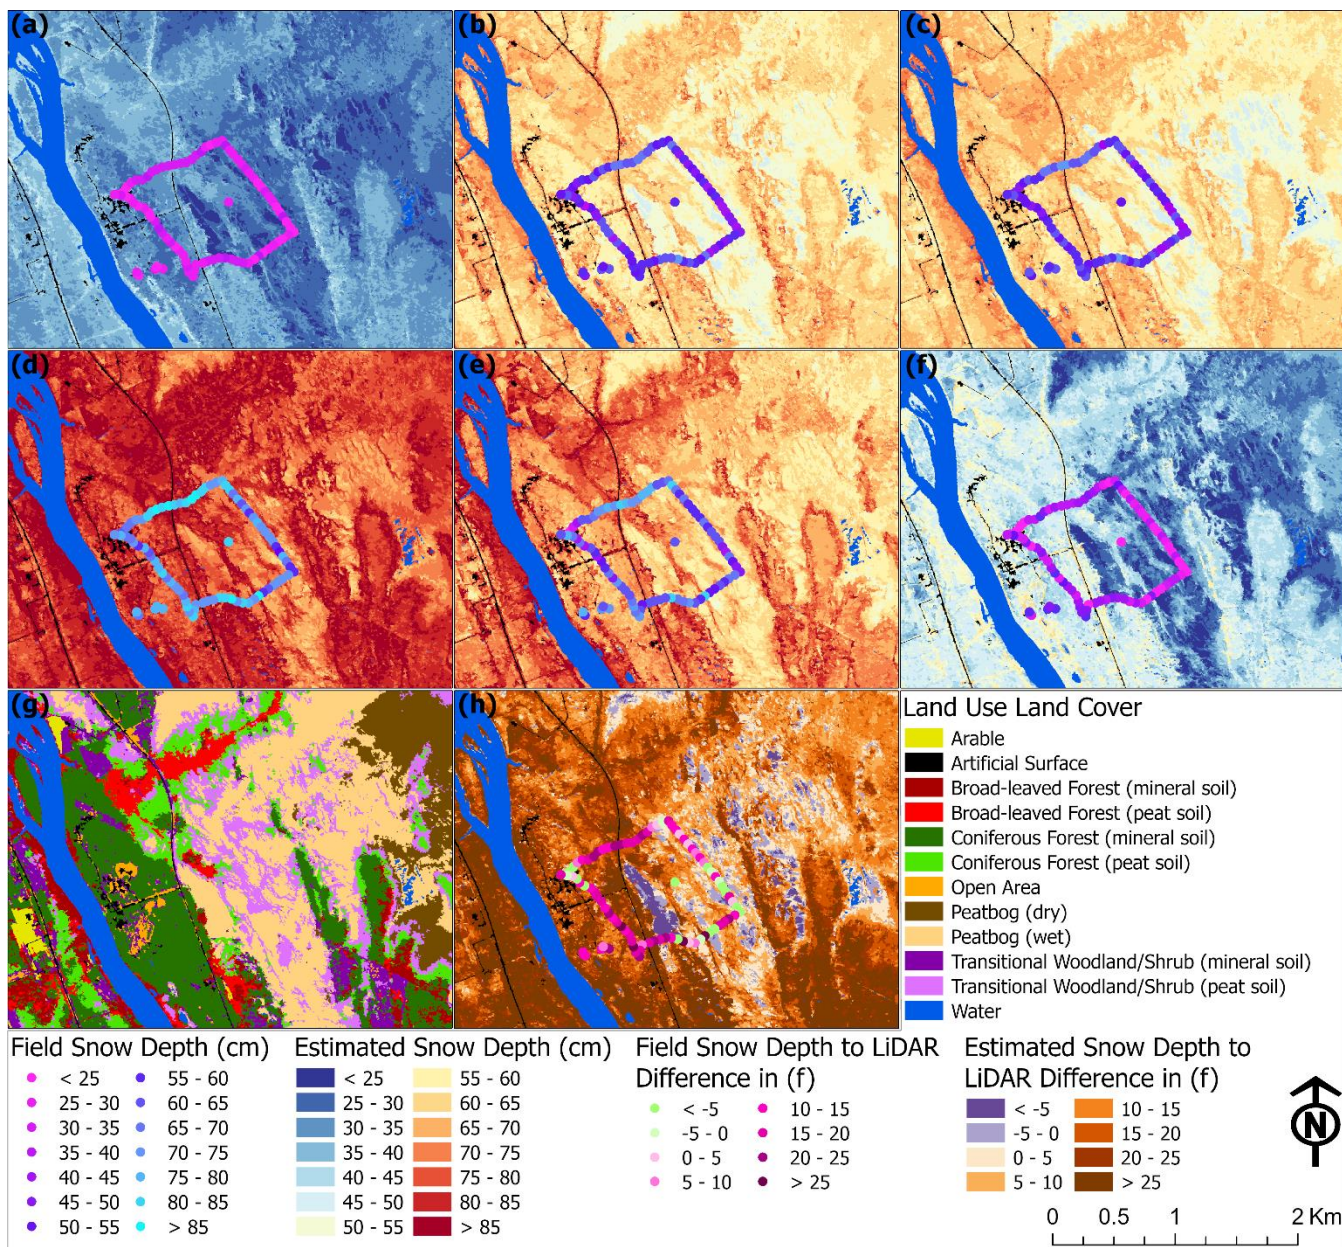 (a)
(b)
(c)
(d)
(e)
(f)
(g)
(h)
Land Use Land Cover
Arable
Artificial Surface
Broad-leaved Forest (mineral soil)
Broad-leaved Forest (peat soil)
Coniferous Forest (mineral soil)
Coniferous Forest (peat soil)
Open Area
Peatbog (dry)
Peatbog (wet)
Transitional Woodland/Shrub (mineral soil)
Transitional Woodland/Shrub (peat soil)
Water
Field Snow Depth (cm)
< 25
25 - 30
30 - 35
35 - 40
40 - 45
45 - 50
50 - 55
55 - 60
60 - 65
65 - 70
70 - 75
75 - 80
80 - 85
> 85
Estimated Snow Depth (cm)
< 25
25 - 30
30 - 35
35 - 40
40 - 45
45 - 50
50 - 55
55 - 60
60 - 65
65 - 70
70 - 75
75 - 80
80 - 85
> 85
Field Snow Depth to LiDAR
Difference in (f)
< -5
-5 - 0
0 - 5
5 - 10
10 - 15
15 - 20
20 - 25
> 25
Estimated Snow Depth to
LiDAR Difference in (f)
< -5
-5 - 0
0 - 5
5 - 10
10 - 15
15 - 20
20 - 25
> 25
N
0 0.5 1 2 Km